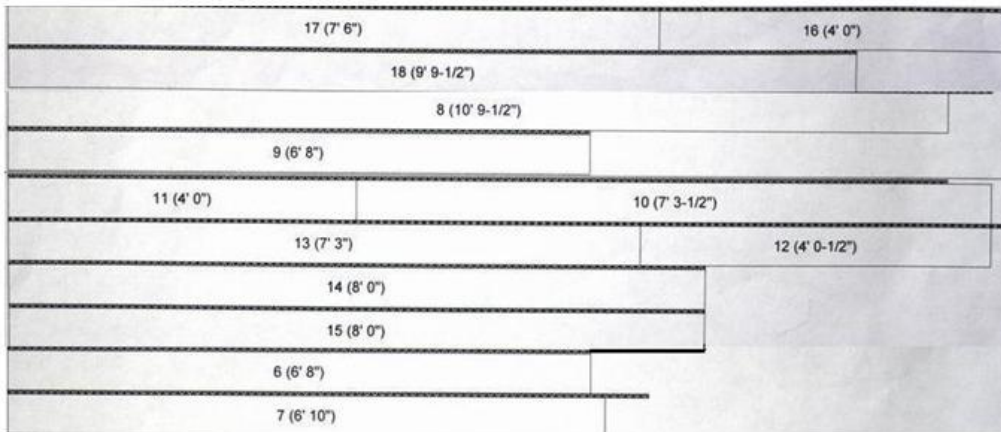 17 (7' 6") 16 (4' 0")
18 (9' 9-1/2")
8 (10' 9-1/2")
9 (6' 8")
11 (4' 0") 10 (7' 3-1/2")
13 (7' 3") 12 (4' 0-1/2")
14 (8' 0")
15 (8' 0")
6 (6' 8")
7 (6' 10")